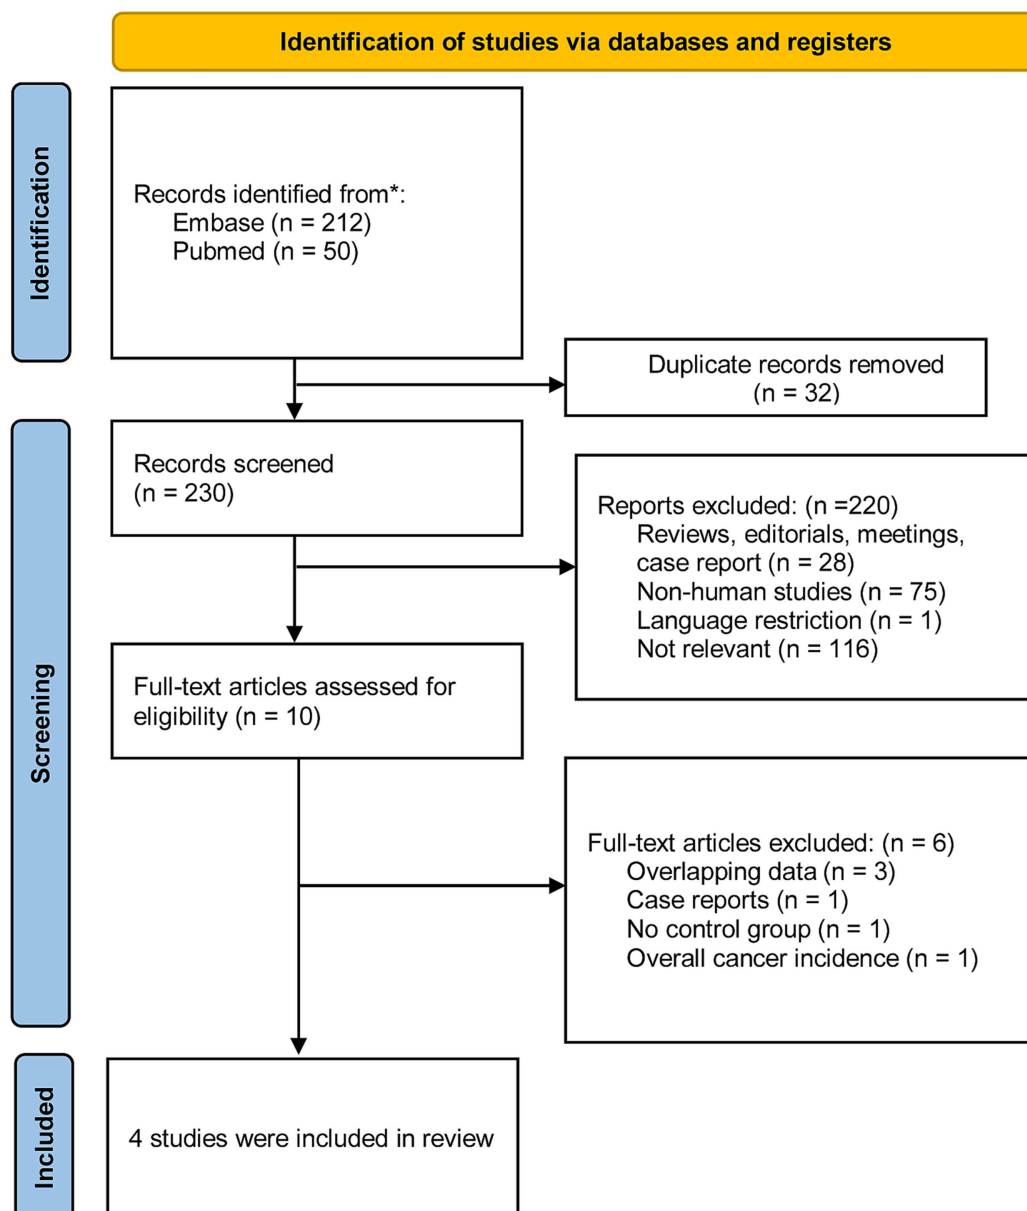 Identification of studies via databases and registers
Identification
Records identified from*:
Embase (n = 212)
Pubmed (n = 50)
Duplicate records removed
(n = 32)
Screening
Records screened
(n = 230)
Reports excluded: (n =220)
Reviews, editorials, meetings,
case report (n = 28)
Non-human studies (n = 75)
Language restriction (n = 1)
Not relevant (n = 116)
Full-text articles assessed for
eligibility (n = 10)
Full-text articles excluded: (n = 6)
Overlapping data (n = 3)
Case reports (n = 1)
No control group (n = 1)
Overall cancer incidence (n = 1)
Included
4 studies were included in review